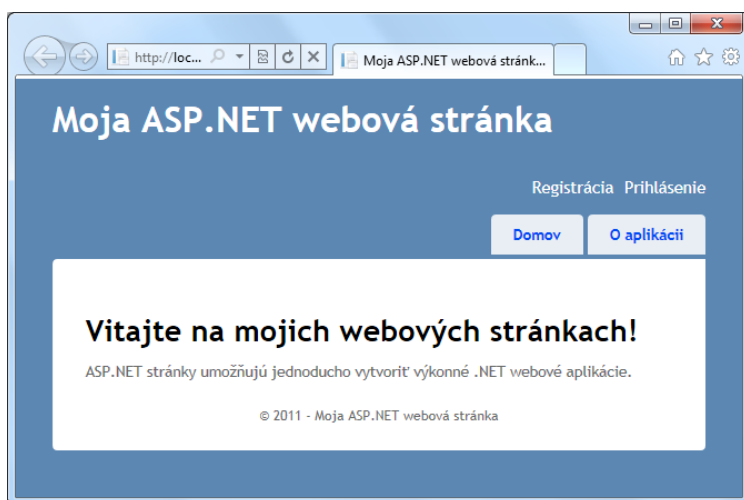 http://loc...
Moja ASP.NET webová stránk...
Moja ASP.NET webová stránka
Registrácia Prihlásenie
Domov O aplikácii
Vitajte na mojich webových stránkach!
ASP.NET stránky umožňujú jednoducho vytvoriť výkonné .NET webové aplikácie.
© 2011 - Moja ASP.NET webová stránka